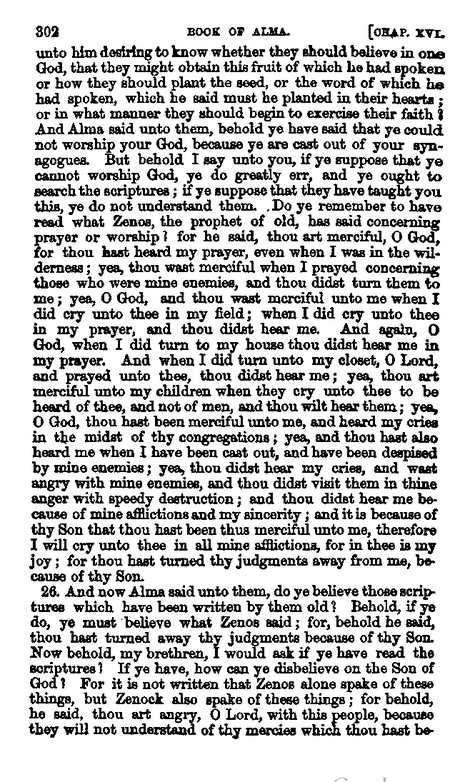 302 BOOK OF ALMA. [CHAP. XVI.
unto him desiring to know whether they should believe in one
God, that they might obtain this fruit of which he had spoken
or how they should plant the seed, or the word of which he
had spoken, which he said must he planted in their hearts;
or in what manner they should begin to exercise their faith?
And Alma said unto them, behold ye have said that ye could
not worship your God, because ye are cast out of your syn-
agogues. But behold I say unto you, if ye suppose that ye
cannot worship God, ye do greatly err, and ye ought to
search the scriptures; if ye suppose that they have taught you
this, ye do not understand them. Do ye remember to have
read what Zenos, the prophet of old, has said concerning
prayer or worship? for he said, thou art merciful, O God,
for thou hast heard my prayer, even when I was in the wil-
derness; yea, thou wast merciful when I prayed concerning
those who were mine enemies, and thou didst turn them to
me; yea, O God, and thou wast merciful unto me when I
did cry unto thee in my field; when I did cry unto thee
in my prayer, and thou didst hear me. And again, O
God, when I did turn to my house thou didst hear me in
my prayer. And when I did turn unto my closet, O Lord,
and prayed unto thee, thou didst hear me; yea, thou art
merciful unto my children when they cry unto thee to be
heard of thee, and not of men, and thou wilt hear them; yea,
O God, thou hast been merciful unto me, and heard my cries
in the midst of thy congregations; yea, and thou hast also
heard me when I have been cast out, and have been despised
by mine enemies; yea, thou didst hear my cries, and wast
angry with mine enemies, and thou didst visit them in thine
anger with speedy destruction; and thou didst hear me be-
cause of mine afflictions and my sincerity; and it is because of
thy Son that thou hast been thus merciful unto me, therefore
I will cry unto thee in all mine afflictions, for in thee is my
joy; for thou hast turned thy judgments away from me, be-
cause of thy Son.
26. And now Alma said unto them, do ye believe those scrip-
tures which have been written by them old? Behold, if ye
do, ye must believe what Zenos said; for, behold he said,
thou hast turned away thy judgments because of thy Son.
Now behold, my brethren, I would ask if ye have read the
scriptures? If ye have, how can ye disbelieve on the Son of
God? For it is not written that Zenos alone spake of these
things, but Zenock also spake of these things; for behold,
he said, thou art angry, O Lord, with this people, because
they will not understand of thy mercies which thou hast be-